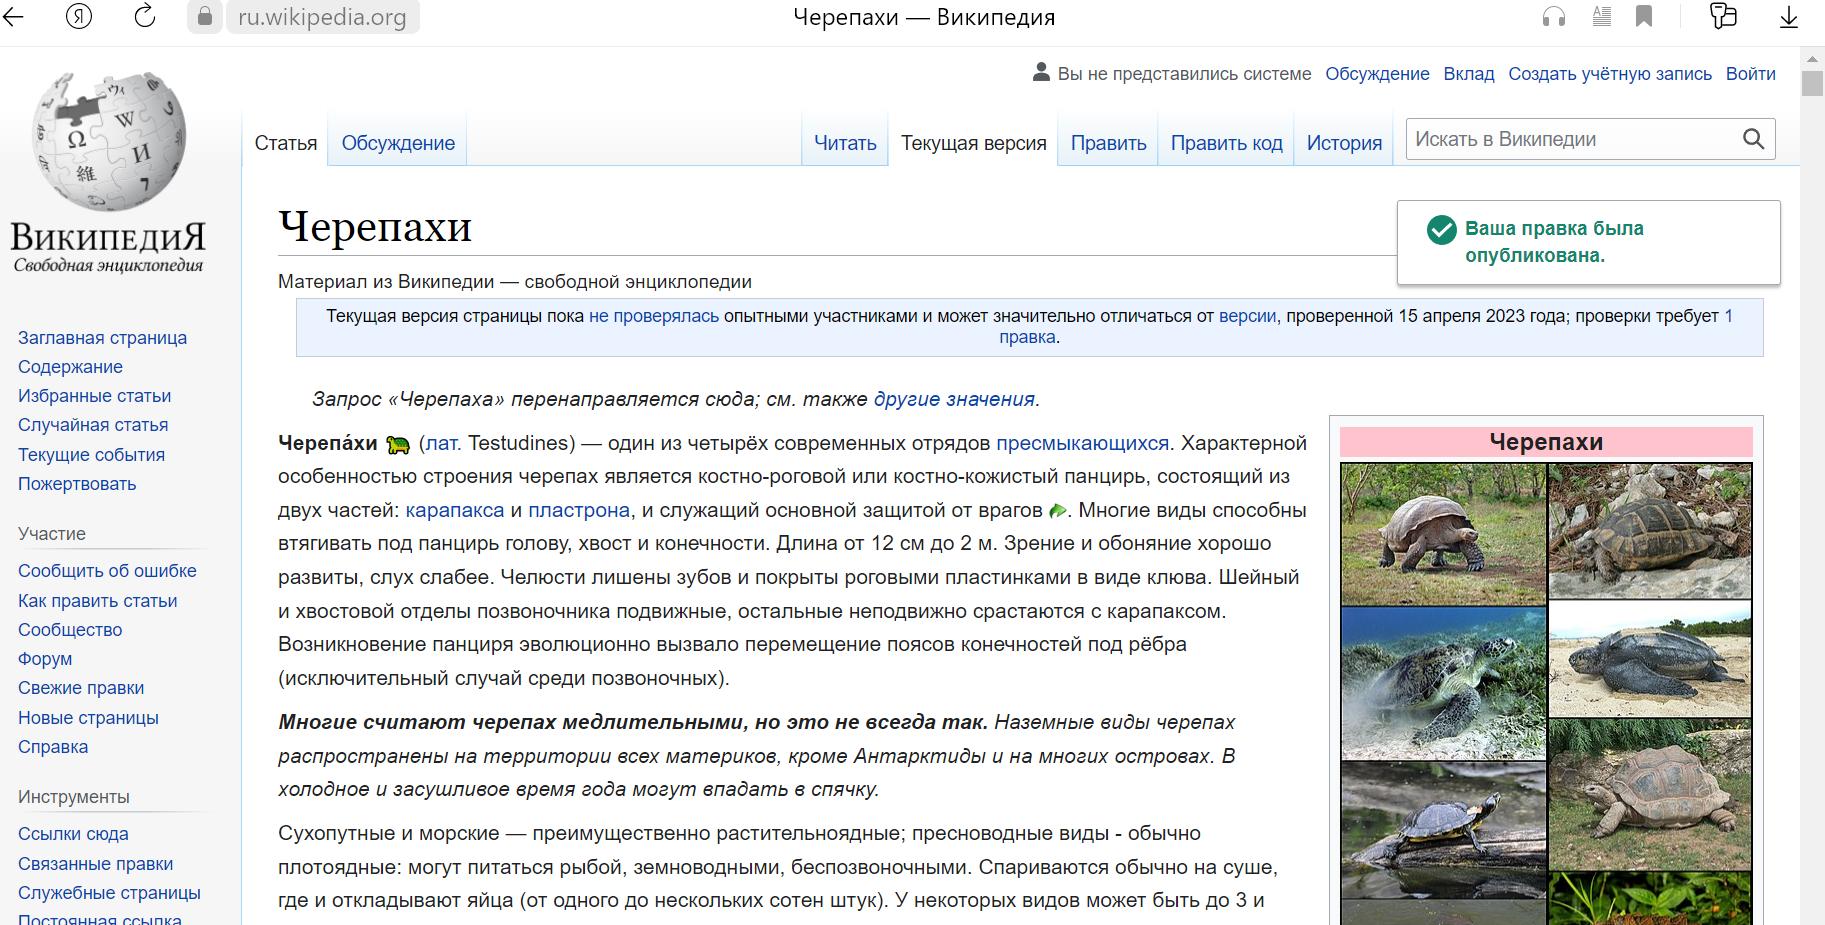 Я
ru.wikipedia.org
Черепахи — Википедия
Вы не представились системе Обсуждение Вклад Создать учётную запись Войти
Ω W И 維
ВикипедиЯ
Свободная энциклопедия
Статья Обсуждение Читать Текущая версия Править Править код История Искать в Википедии
Черепахи
Ваша правка была
опубликована.
Материал из Википедии — свободной энциклопедии
Текущая версия страницы пока не проверялась опытными участниками и может значительно отличаться от версии, проверенной 15 апреля 2023 года; проверки требует 1
правка.
Заглавная страница
Содержание
Избранные статьи
Случайная статья
Текущие события
Пожертвовать
Участие
Сообщить об ошибке
Как править статьи
Сообщество
Форум
Свежие правки
Новые страницы
Справка
Инструменты
Ссылки сюда
Связанные правки
Служебные страницы
Постоянная ссылка
Запрос «Черепаха» перенаправляется сюда; см. также другие значения.
Черепа́хи (лат. Testudines) — один из четырёх современных отрядов пресмыкающихся. Характерной
особенностью строения черепах является костно-роговой или костно-кожистый панцирь, состоящий из
двух частей: карапакса и пластрона, и служащий основной защитой от врагов . Многие виды способны
втягивать под панцирь голову, хвост и конечности. Длина от 12 см до 2 м. Зрение и обоняние хорошо
развиты, слух слабее. Челюсти лишены зубов и покрыты роговыми пластинками в виде клюва. Шейный
и хвостовой отделы позвоночника подвижные, остальные неподвижно срастаются с карапаксом.
Возникновение панциря эволюционно вызвало перемещение поясов конечностей под рёбра
(исключительный случай среди позвоночных).
Многие считают черепах медлительными, но это не всегда так. Наземные виды черепах
распространены на территории всех материков, кроме Антарктиды и на многих островах. В
холодное и засушливое время года могут впадать в спячку.
Сухопутные и морские — преимущественно растительноядные; пресноводные виды - обычно
плотоядные: могут питаться рыбой, земноводными, беспозвоночными. Спариваются обычно на суше,
где и откладывают яйца (от одного до нескольких сотен штук). У некоторых видов может быть до 3 и
Черепахи